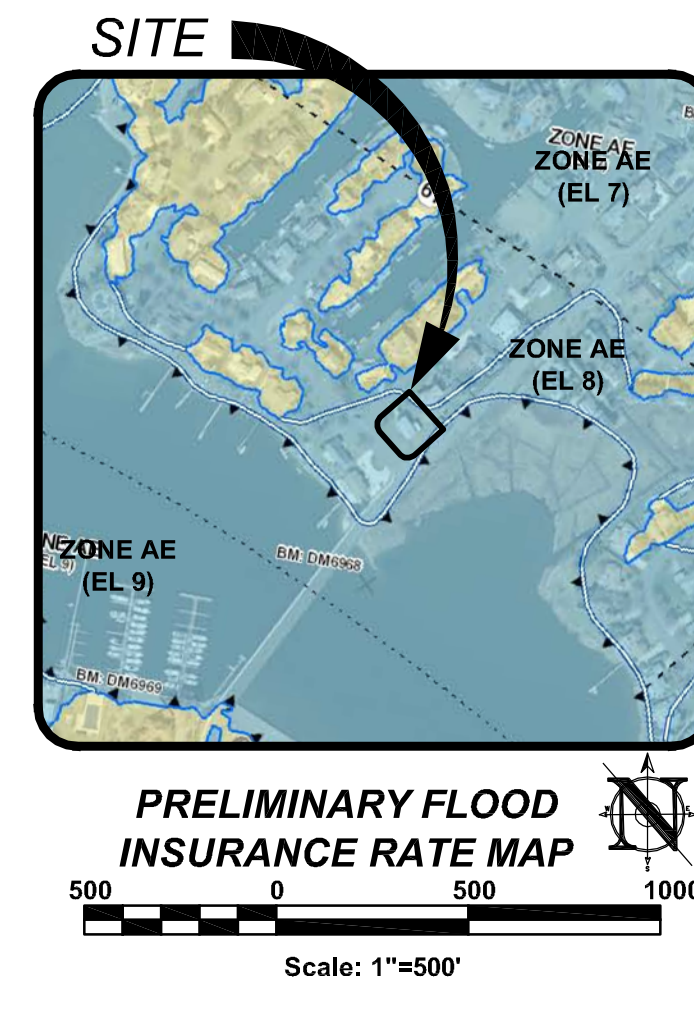 SITE
ZONE AE
ZONE AE
(EL 7)
ZONE AE
(EL 8)
ZONE AE
(EL 9)
BM: DM6968
BM: DM6969
PRELIMINARY FLOOD
INSURANCE RATE MAP
N
W
E
S
500 0 500 1000
Scale: 1"=500'